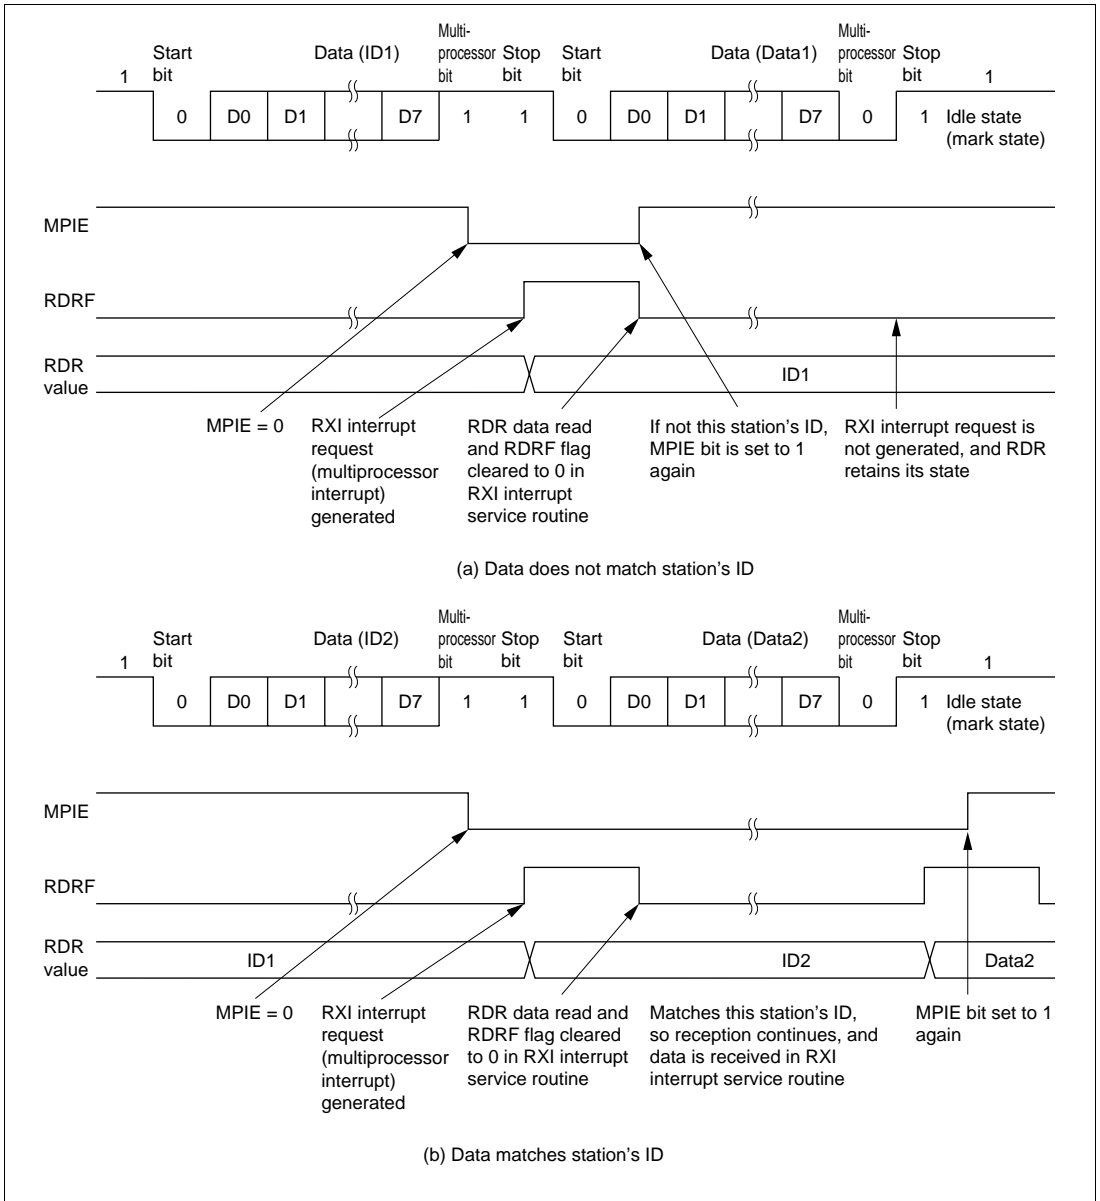 Multi-
Start Data (ID1) processor Stop Start
bit bit bit bit
Multi-
Data (Data1) processor Stop
bit bit
1 1
0 D0 D1 D7 1 1 0 D0 D1 D7 0 1 Idle state
(mark state)
MPIE
RDRF
RDR
value
ID1
MPIE = 0
RXI interrupt
request
(multiprocessor
interrupt)
generated
RDR data read
and RDRF flag
cleared to 0 in
RXI interrupt
service routine
If not this station's ID,
MPIE bit is set to 1
again
RXI interrupt request is
not generated, and RDR
retains its state
(a) Data does not match station's ID
Multi-
Start Data (ID2) processor Stop Start
bit bit bit bit
Multi-
Data (Data2) processor Stop
bit bit
1 1
0 D0 D1 D7 1 1 0 D0 D1 D7 0 1 Idle state
(mark state)
MPIE
RDRF
RDR
value
ID1 ID2 Data2
MPIE = 0
RXI interrupt
request
(multiprocessor
interrupt)
generated
RDR data read and
RDRF flag cleared
to 0 in RXI interrupt
service routine
Matches this station's ID,
so reception continues, and
data is received in RXI
interrupt service routine
MPIE bit set to 1
again
(b) Data matches station's ID